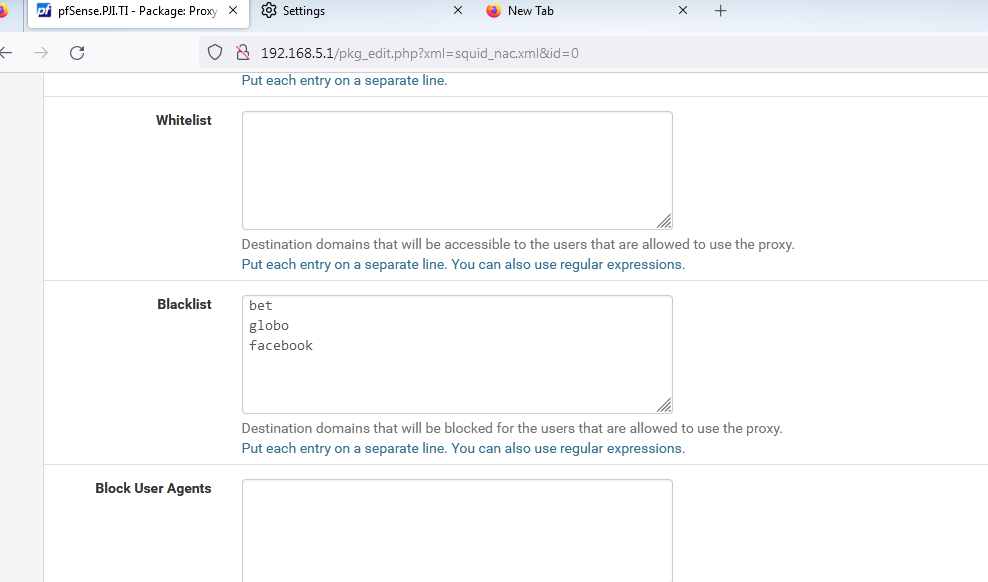 pfSense.PJI.TI - Package: Proxy
Settings
New Tab
192.168.5.1/pkg_edit.php?xml=squid_nac.xml&id=0
Put each entry on a separate line.
Whitelist
Destination domains that will be accessible to the users that are allowed to use the proxy.
Put each entry on a separate line. You can also use regular expressions.
Blacklist
bet
globo
facebook
Destination domains that will be blocked for the users that are allowed to use the proxy.
Put each entry on a separate line. You can also use regular expressions.
Block User Agents